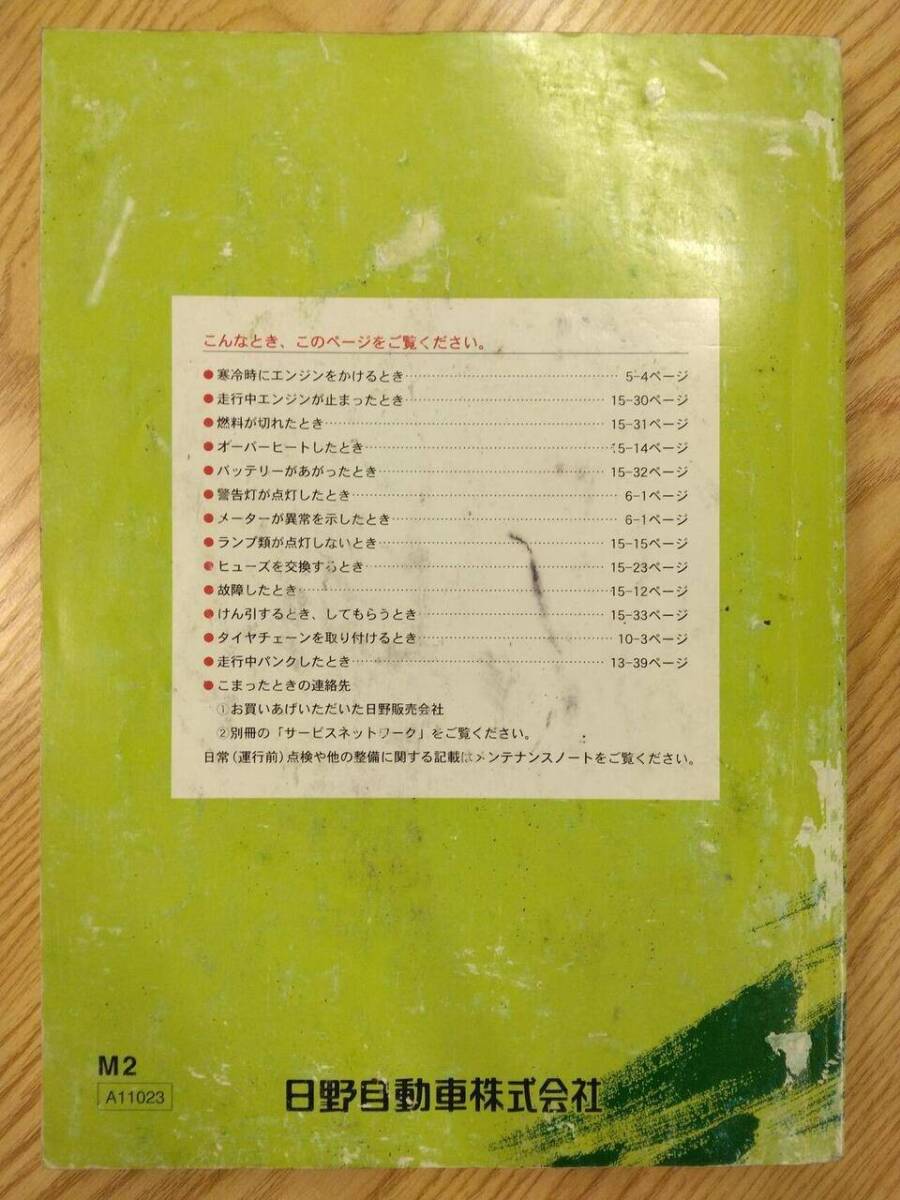 こんなとき、このページをご覧ください。
●寒冷時にエンジンをかけるとき 5-4ページ
●走行中エンジンが止まったとき 15-30ページ
●燃料が切れたとき 15-31ページ
●オーバーヒートしたとき 15-14ページ
●バッテリーがあがったとき 15-32ページ
●警告灯が点灯したとき 6-1ページ
●メーターが異常を示したとき 6-1ページ
●ランプ類が点灯しないとき 15-15ページ
●ヒューズを交換するとき 15-23ページ
●故障したとき 15-12ページ
●けん引するとき、してもらうとき 15-33ページ
●タイヤチェーンを取り付けるとき 10-3ページ
●走行中パンクしたとき 13-39ページ
●こまったときの連絡先
①お買いあげいただいた日野販売会社
②別冊の「サービスネットワーク」をご覧ください。
日常(運行前)点検や他の整備に関する記載はメンテナンスノートをご覧ください。
M2
A11023
日野自動車株式会社